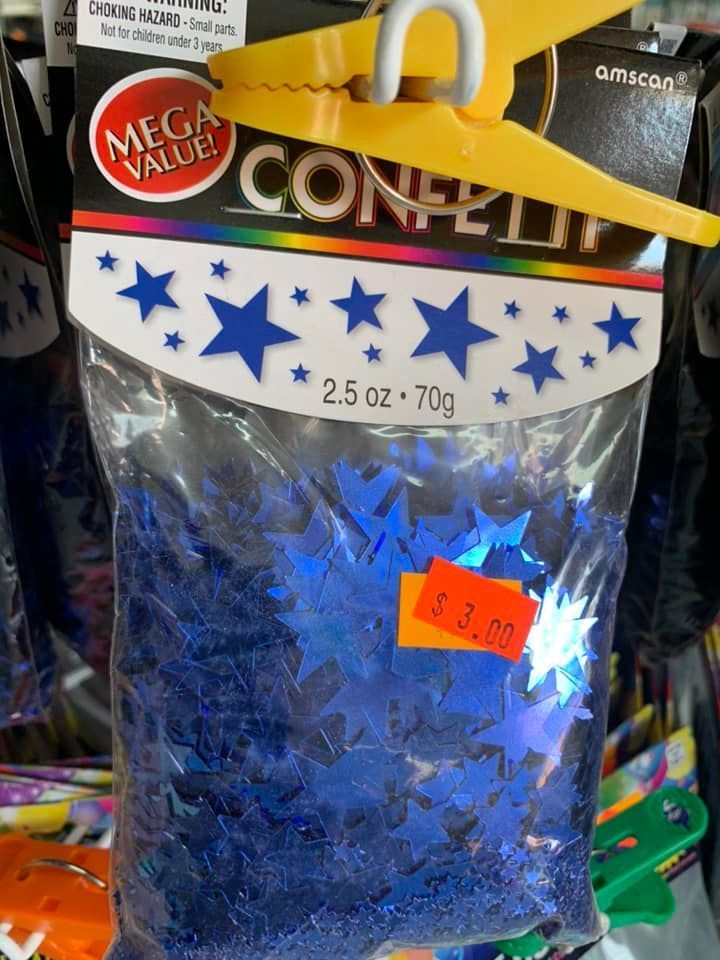 WARNING:
CHOKING HAZARD - Small parts.
Not for children under 3 years
amscan®
MEGA
VALUE!
CONFETTI
2.5 oz • 70g
$ 3.00